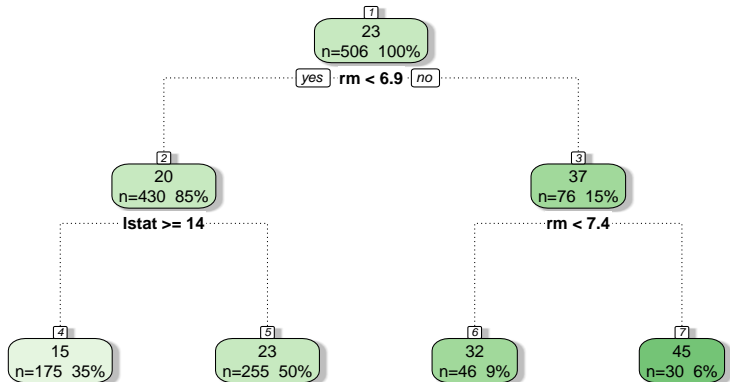 1
23
n=506 100%
yes rm < 6.9 no
2
20
n=430 85%
lstat >= 14
3
37
n=76 15%
rm < 7.4
4
15
n=175 35%
5
23
n=255 50%
6
32
n=46 9%
7
45
n=30 6%